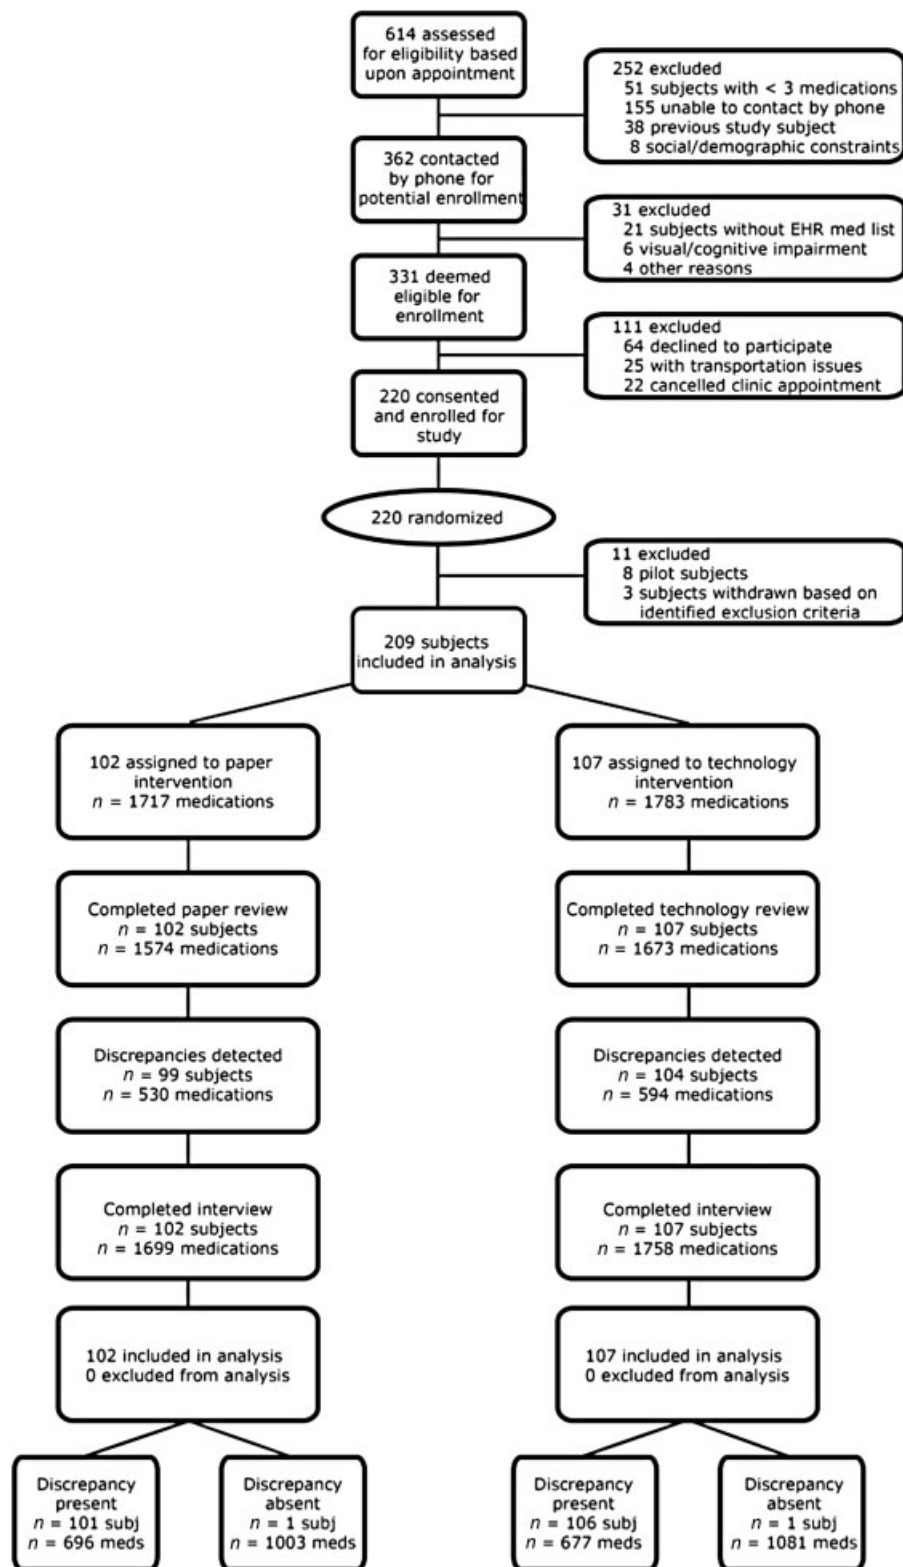 614 assessed
for eligibility based
upon appointment
252 excluded
51 subjects with < 3 medications
155 unable to contact by phone
38 previous study subject
8 social/demographic constraints
362 contacted
by phone for
potential enrollment
31 excluded
21 subjects without EHR med list
6 visual/cognitive impairment
4 other reasons
331 deemed
eligible for
enrollment
111 excluded
64 declined to participate
25 with transportation issues
22 cancelled clinic appointment
220 consented
and enrolled for
study
220 randomized
11 excluded
8 pilot subjects
3 subjects withdrawn based on
identified exclusion criteria
209 subjects
included in analysis
102 assigned to paper
intervention
n = 1717 medications
107 assigned to technology
intervention
n = 1783 medications
Completed paper review
n = 102 subjects
n = 1574 medications
Completed technology review
n = 107 subjects
n = 1673 medications
Discrepancies detected
n = 99 subjects
n = 530 medications
Discrepancies detected
n = 104 subjects
n = 594 medications
Completed interview
n = 102 subjects
n = 1699 medications
Completed interview
n = 107 subjects
n = 1758 medications
102 included in analysis
0 excluded from analysis
107 included in analysis
0 excluded from analysis
Discrepancy
present
n = 101 subj
n = 696 meds
Discrepancy
absent
n = 1 subj
n = 1003 meds
Discrepancy
present
n = 106 subj
n = 677 meds
Discrepancy
absent
n = 1 subj
n = 1081 meds